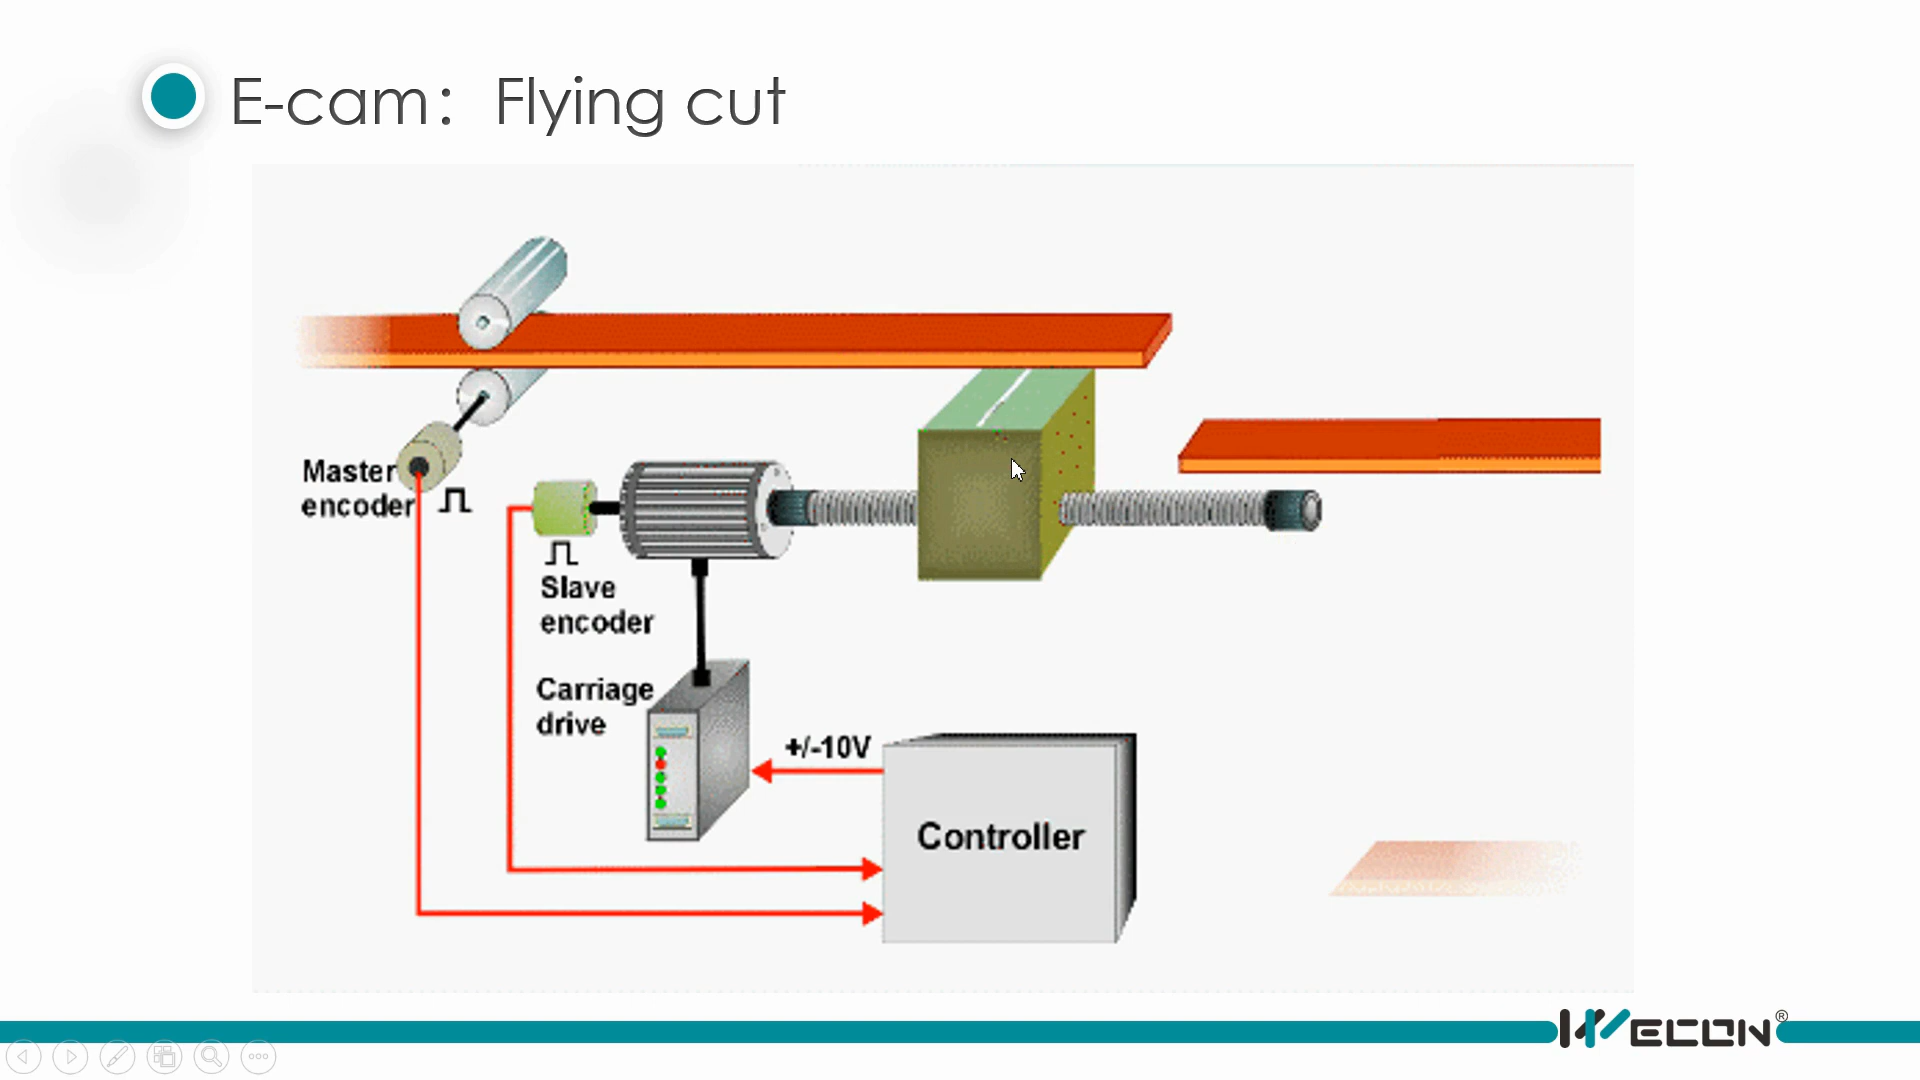 E-cam：Flying cut
Master
encoder
Slave
encoder
Carriage
drive
+/-10V
Controller
WECON®